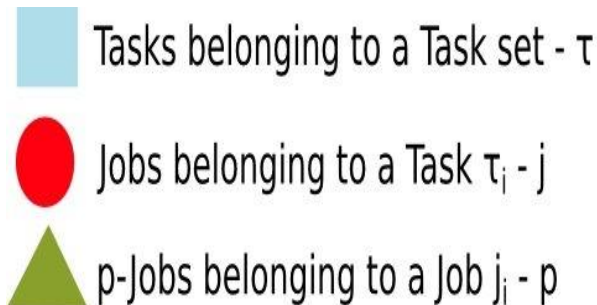 Tasks belonging to a Task set - τ
Jobs belonging to a Task τᵢ - j
p-Jobs belonging to a Job jᵢ - p